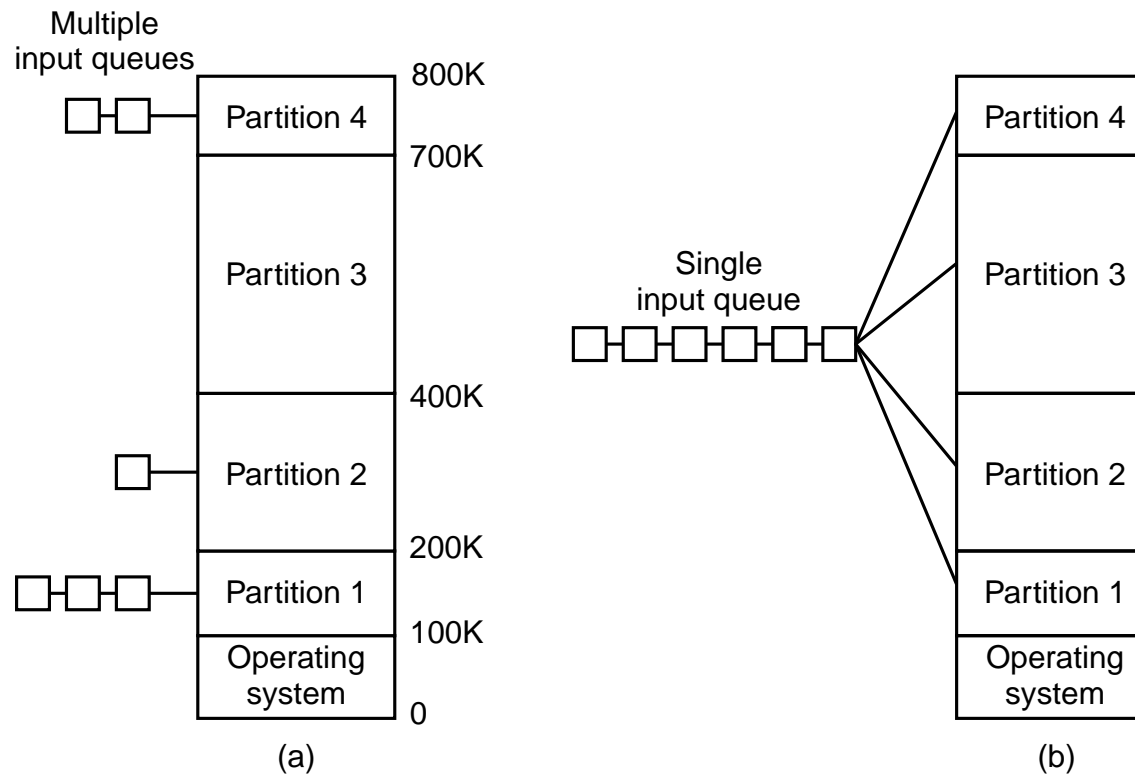 Multiple
input queues
800K
Partition 4
700K
Partition 3
400K
Partition 2
200K
Partition 1
100K
Operating
system
0
(a)
Single
input queue
Partition 4
Partition 3
Partition 2
Partition 1
Operating
system
(b)